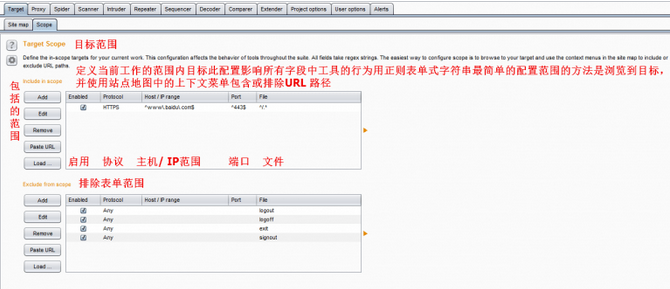 Target Proxy Spider Scanner Intruder Repeater Sequencer Decoder Comparer Extender Project options User options Alerts
Site map Scope
? Target Scope 目标范围
Define the in-scope targets for your current work. This configuration affects the behavior of tools throughout the suite. All fields take regex strings. The easiest way to configure scope is to browse to your target and use the context menus in the site map to include or
exclude URL paths.
定义当前工作的范围内目标此配置影响所有字段中工具的行为用正则表单式字符串最简单的配置范围的方法是浏览到目标，
并使用站点地图中的上下文菜单包含或排除URL 路径
包括的范围
Include in scope
Add
Edit
Remove
Paste URL
Load ...
Enabled Protocol Host / IP range Port File
HTTPS ^www\.baidu\.com$ ^443$ ^/.*
启用 协议 主机/ IP范围 端口 文件
Exclude from scope 排除表单范围
Add
Edit
Remove
Paste URL
Load ...
Enabled Protocol Host / IP range Port File
Any logout
Any logoff
Any exit
Any signout